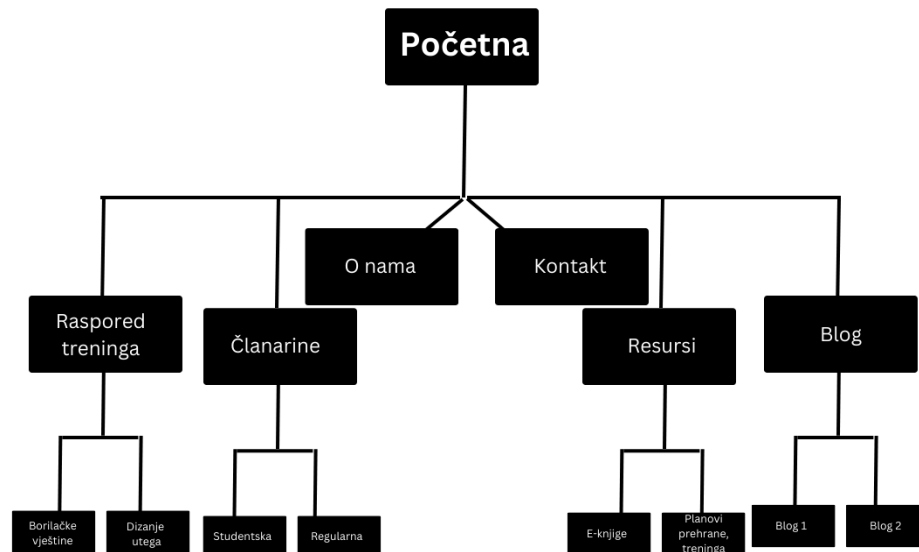 Početna
O nama
Kontakt
Raspored
treninga
Članarine
Resursi
Blog
Borilačke
vještine
Dizanje
utega
Studentska
Regularna
E-knjige
Planovi
prehrane,
treninga
Blog 1
Blog 2